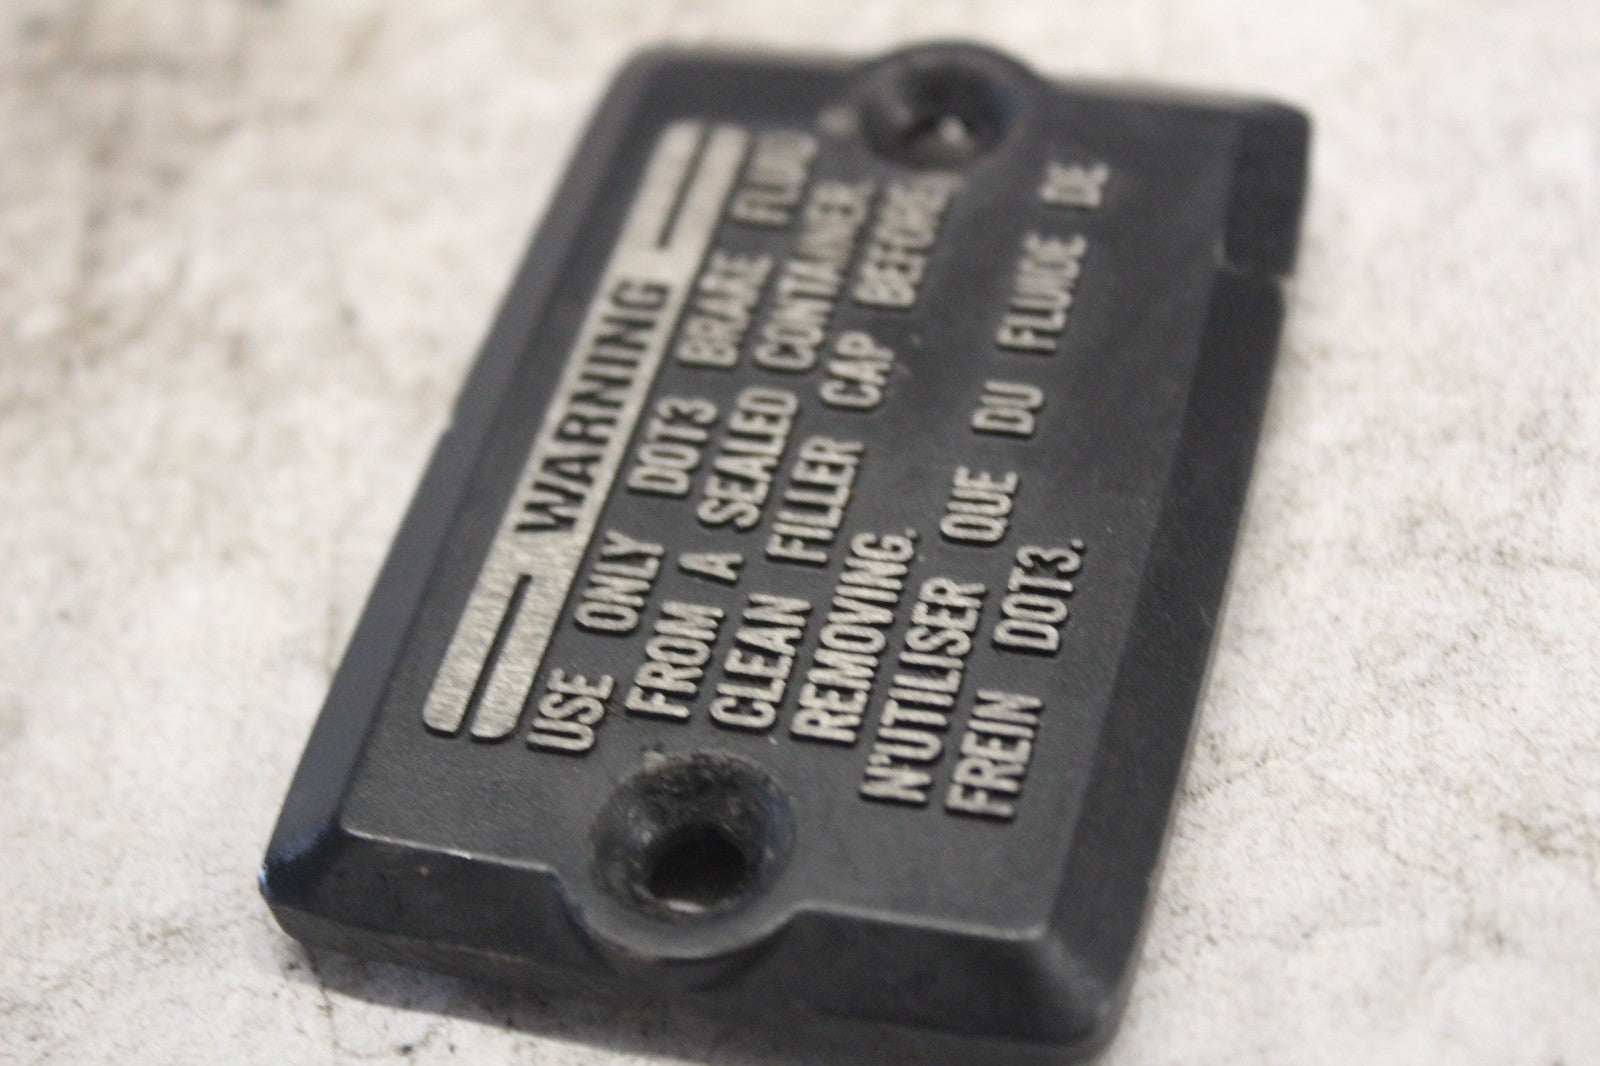 WARNING
USE ONLY DOT3 BRAKE FLUID
FROM A SEALED CONTAINER.
CLEAN FILLER CAP BEFORE
REMOVING.
N'UTILISER QUE DU FLUIDE DE
FREIN DOT3.